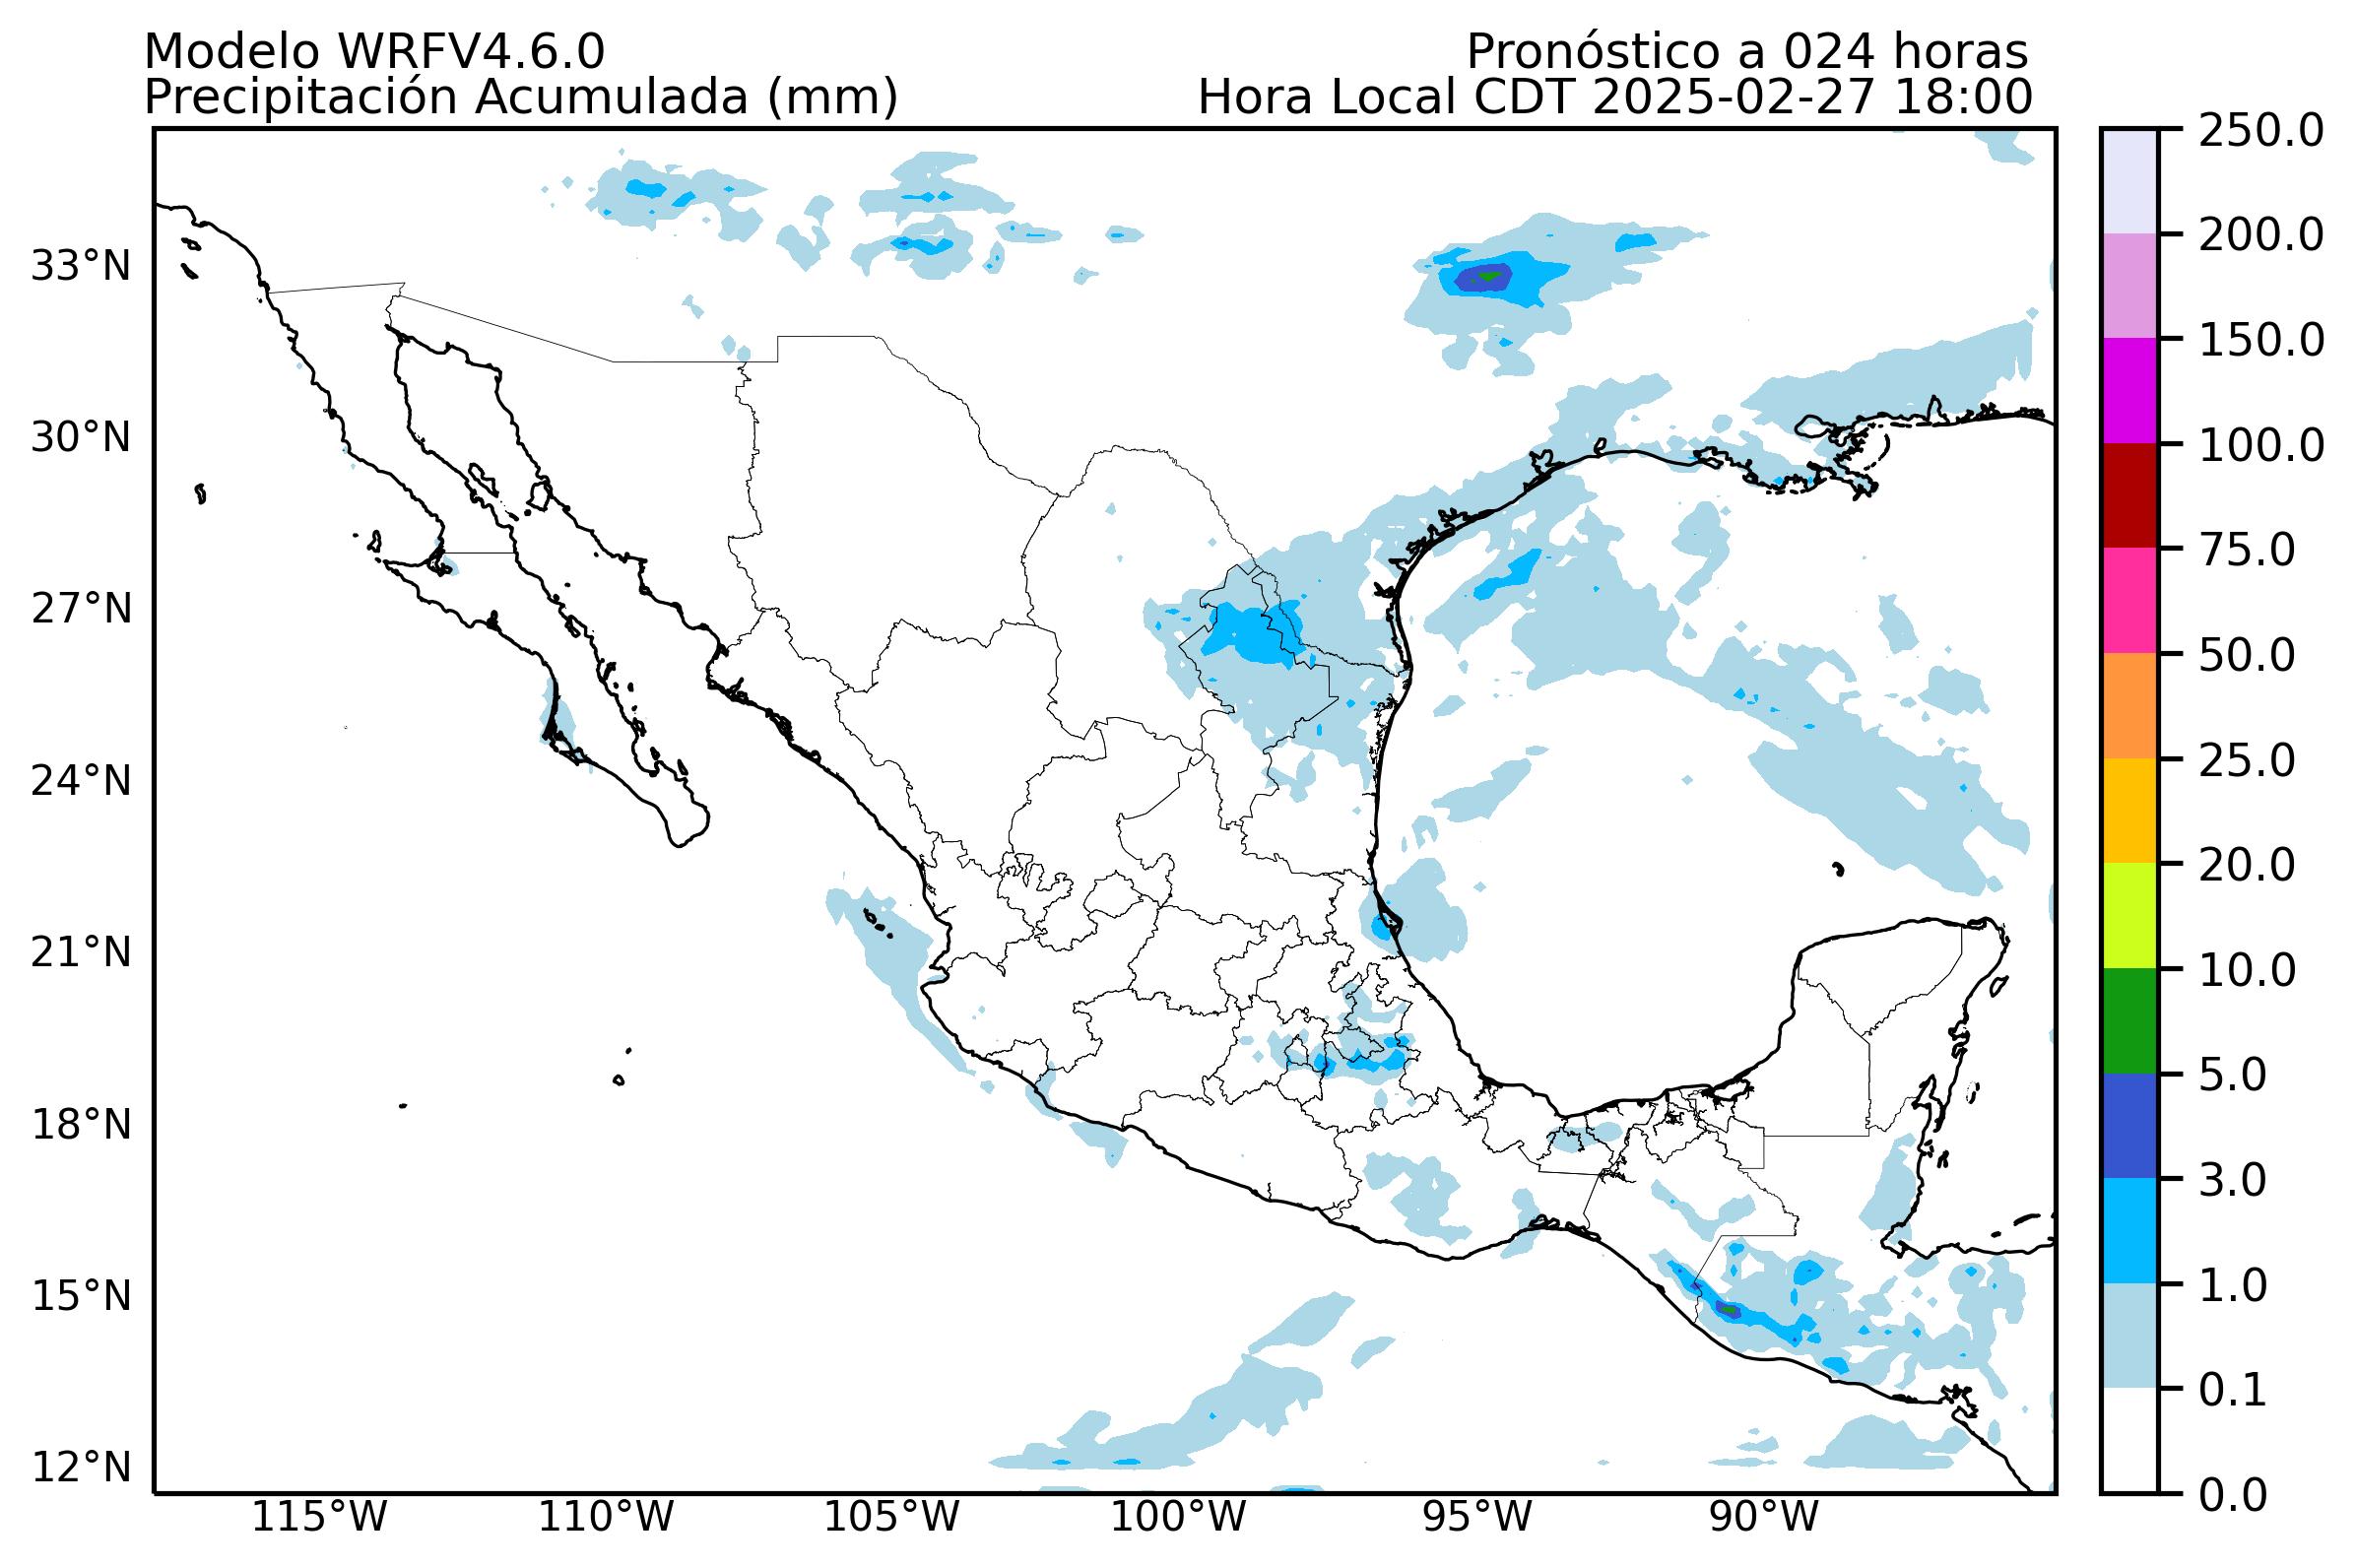 Modelo WRFV4.6.0
Pronóstico a 024 horas
Precipitación Acumulada (mm)
Hora Local CDT 2025-02-27 18:00
33°N
30°N
27°N
24°N
21°N
18°N
15°N
12°N
115°W
110°W
105°W
100°W
95°W
90°W
250.0
200.0
150.0
100.0
75.0
50.0
25.0
20.0
10.0
5.0
3.0
1.0
0.1
0.0